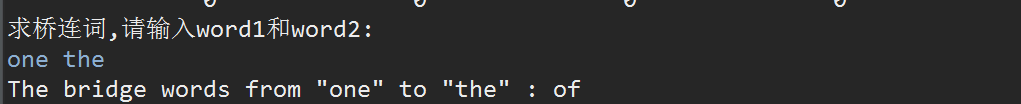 求桥连词,请输入word1和word2:
one the
The bridge words from "one" to "the" : of